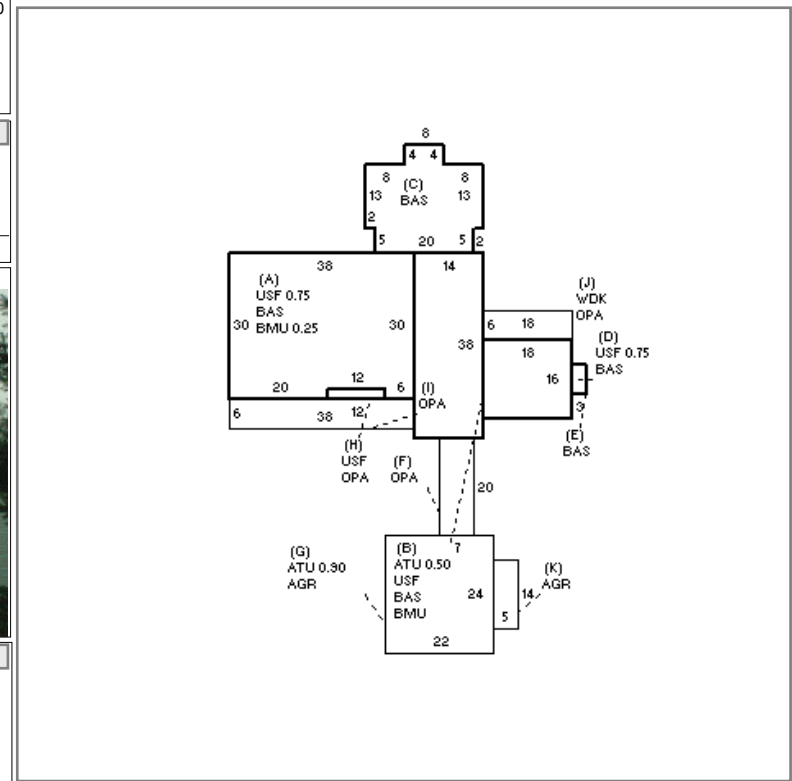 0
8
4 4
8 8
(C)
13 13
BAS
2
5 20 5 2
38 14
(A)
USF 0.75
BAS
30 BMU 0.25 30
38
(J)
WDK
OPA
6 18
(D)
18
USF 0.75
16
BAS
12
20 6
(I)
OPA
3
6 38 12
(E)
BAS
(H)
USF
OPA
(F)
OPA
20
7
(G)
ATU 0.90
AGR
(B)
ATU 0.50
USF
BAS
BMU
24
22
(K)
AGR
14
5